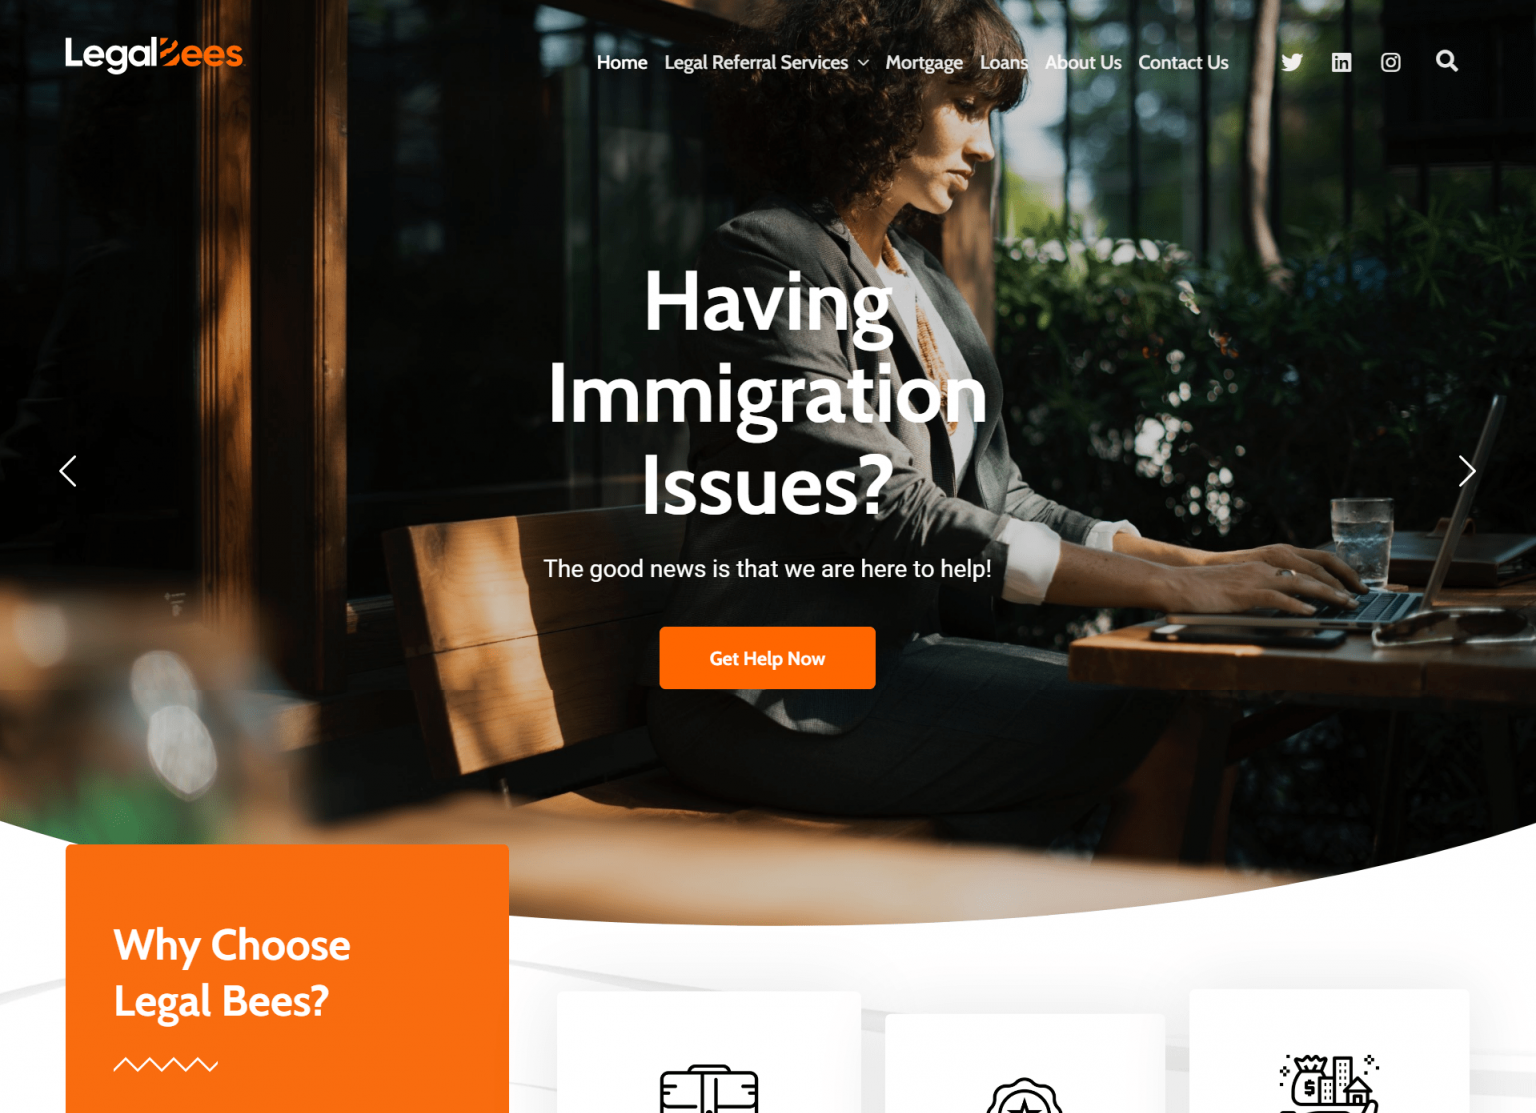 LegalBees
Home Legal Referral Services Mortgage Loans About Us Contact Us
Having
Immigration
Issues?
The good news is that we are here to help!
Get Help Now
Why Choose
Legal Bees?